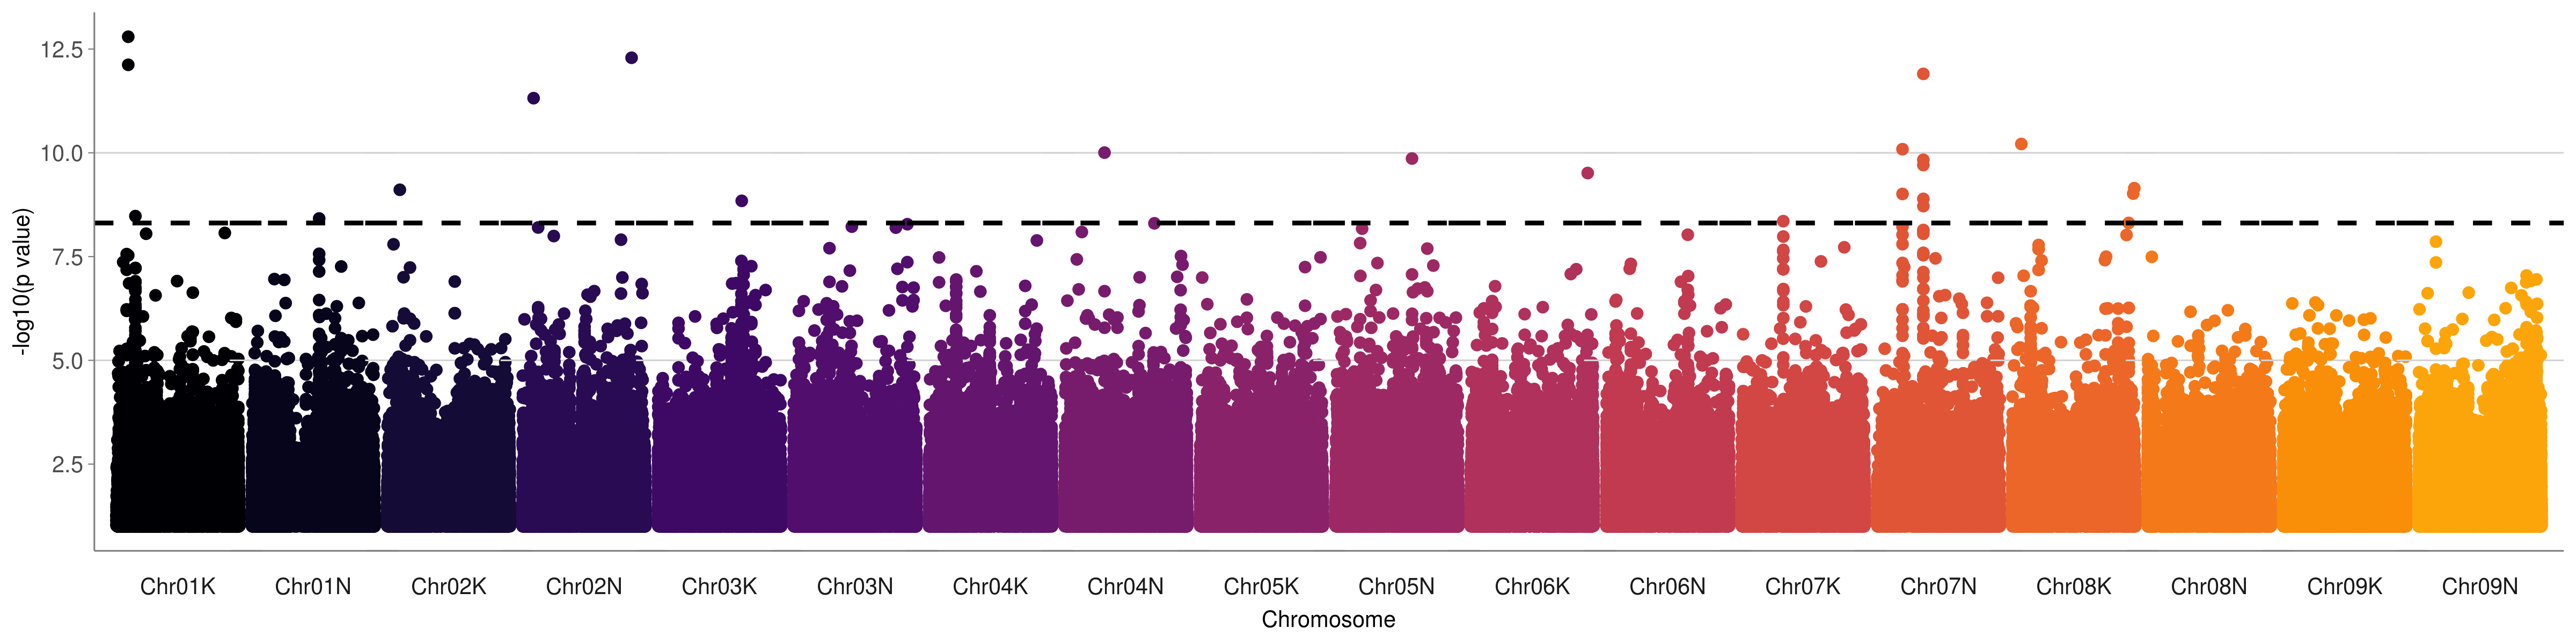 -log10(p value)
12.5
10.0
7.5
5.0
2.5
Chr01K Chr01N Chr02K Chr02N Chr03K Chr03N Chr04K Chr04N Chr05K Chr05N Chr06K Chr06N Chr07K Chr07N Chr08K Chr08N Chr09K Chr09N
Chromosome